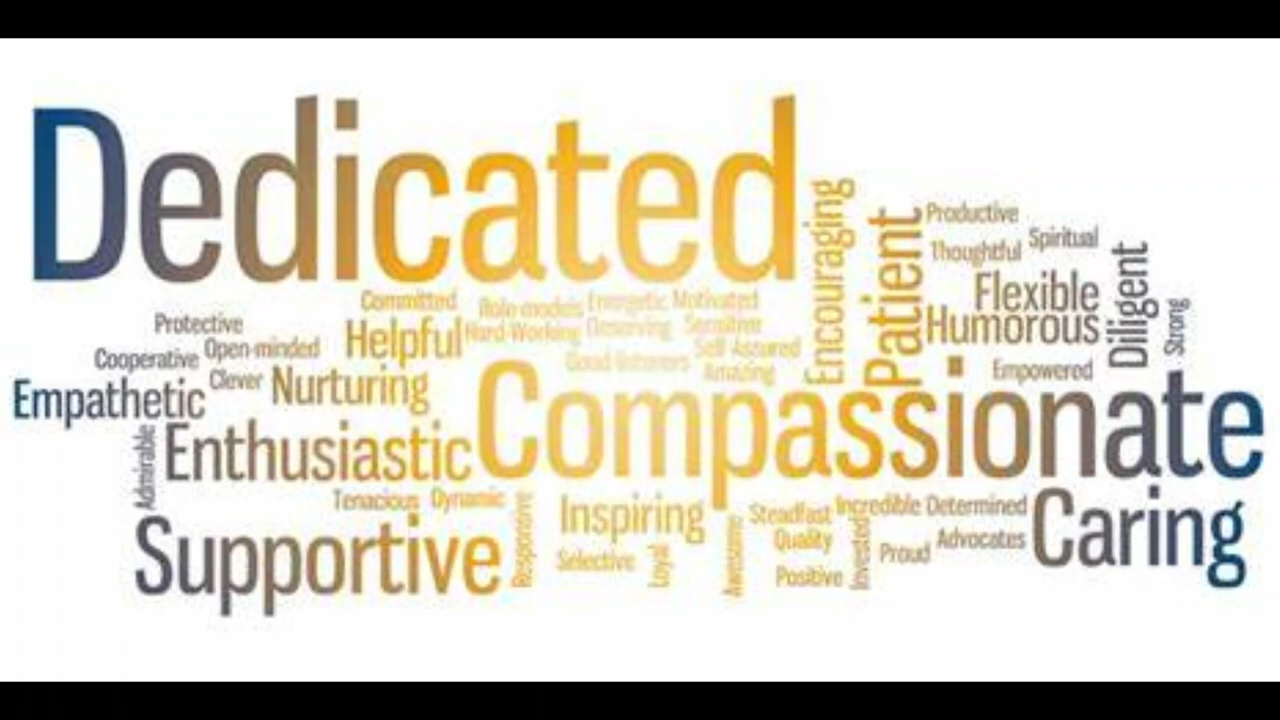 Dedicated
Encouraging
Patient
Productive
Thoughtful
Spiritual
Flexible
Humorous
Diligent
Strong
Empowered
Committed
Role-models
Energetic
Motivated
Protective
Helpful
Hard-Working
Deserving
Sensitive
Cooperative
Open-minded
Good-listeners
Self-Assured
Amazing
Empathetic
Clever
Nurturing
Compassionate
Admirable
Enthusiastic
Tenacious
Dynamic
Responsive
Inspiring
Steadfast
Incredible
Determined
Caring
Supportive
Selective
Loyal
Awesome
Quality
Invested
Proud
Advocates
Positive